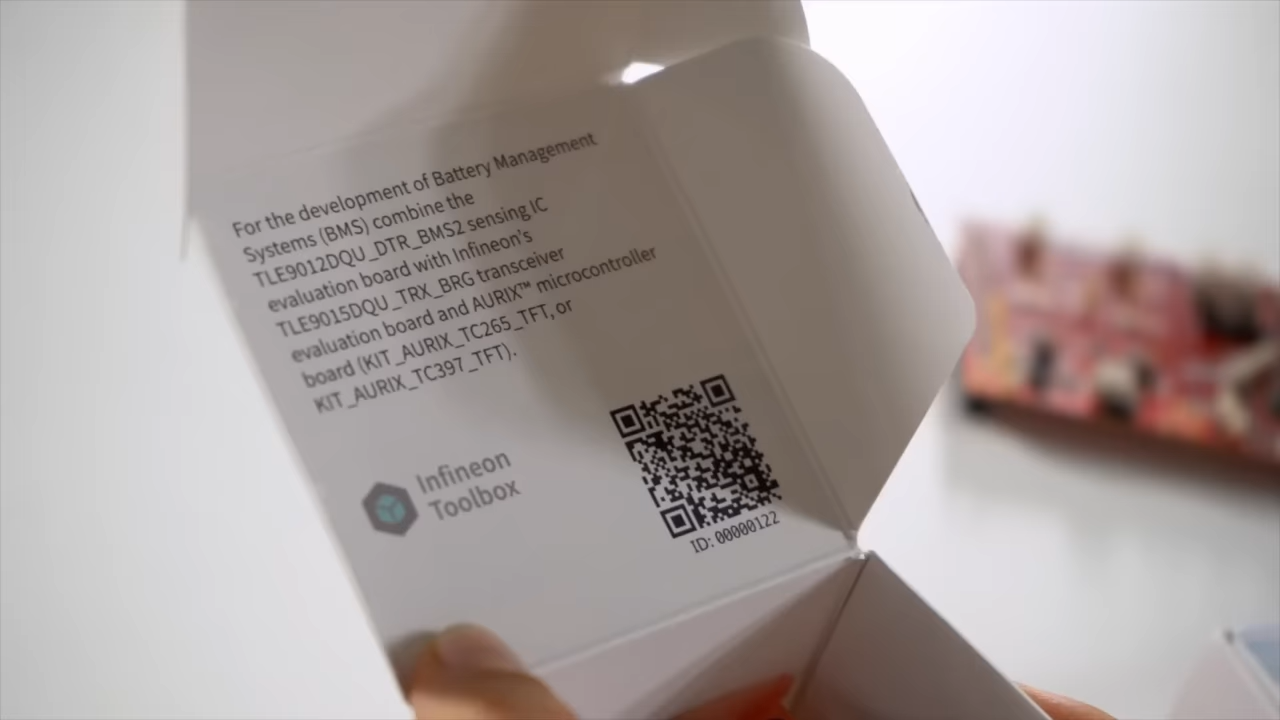 For the development of Battery Management
Systems (BMS) combine the
TLE9012DQU_DTR_BMS2 sensing IC
evaluation board with Infineon's
TLE9015DQU_TRX_BRG transceiver
evaluation board and AURIX™ microcontroller
board (KIT_AURIX_TC265_TFT, or
KIT_AURIX_TC397_TFT).
Infineon
Toolbox
ID: 00000122